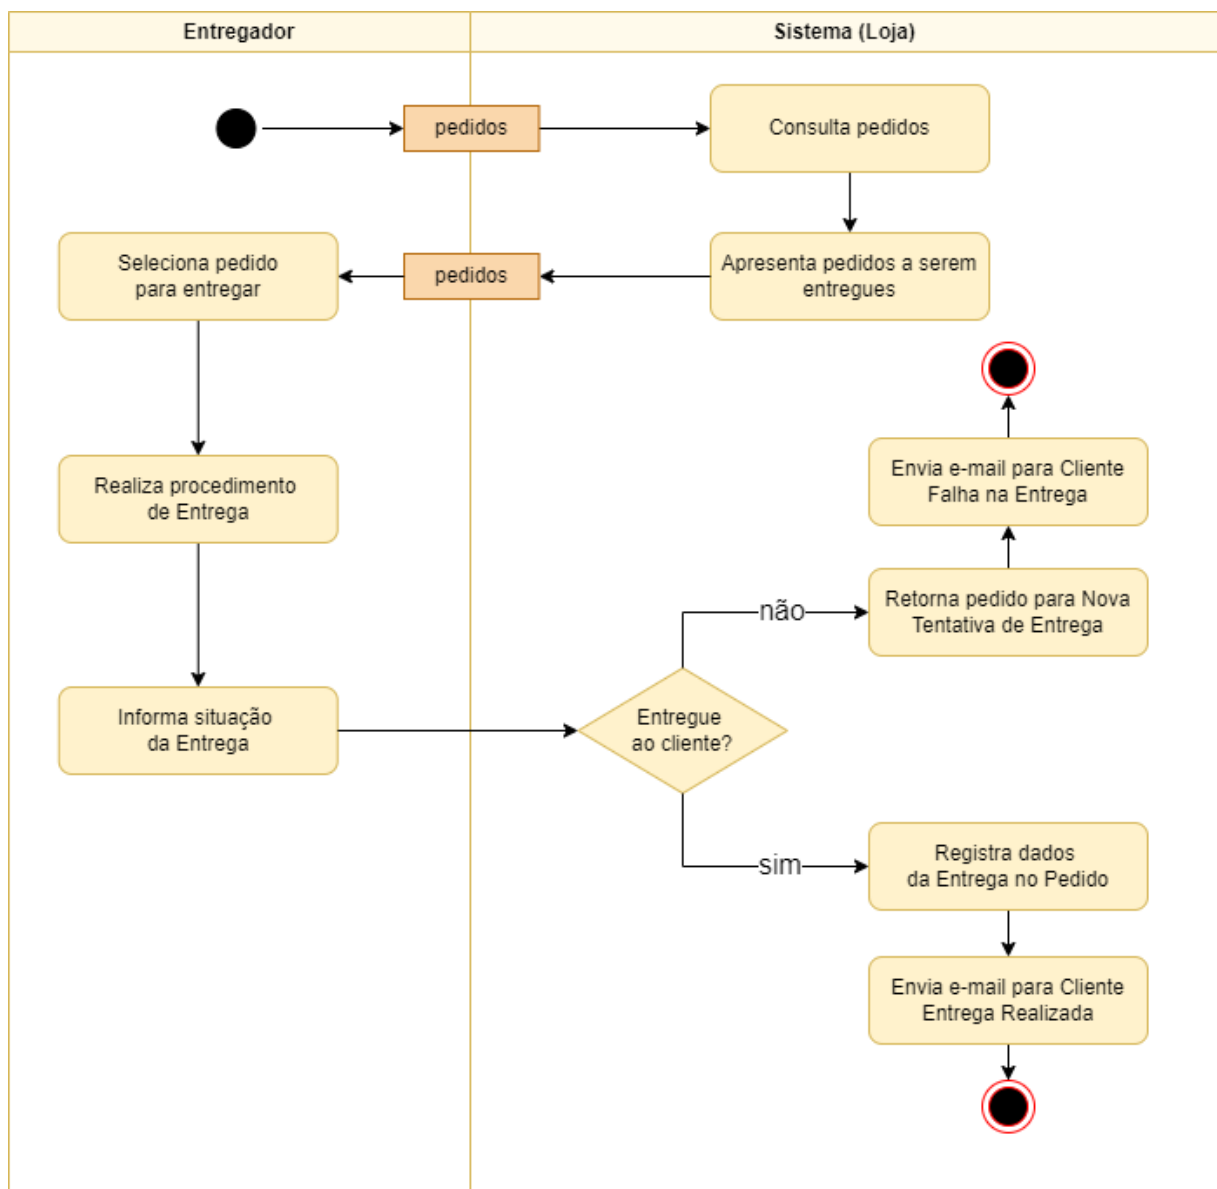 Entregador
Sistema (Loja)
pedidos
Consulta pedidos
Seleciona pedido
para entregar
pedidos
Apresenta pedidos a serem
entregues
Envia e-mail para Cliente
Falha na Entrega
Realiza procedimento
de Entrega
não
Retorna pedido para Nova
Tentativa de Entrega
Informa situação
da Entrega
Entregue
ao cliente?
sim
Registra dados
da Entrega no Pedido
Envia e-mail para Cliente
Entrega Realizada